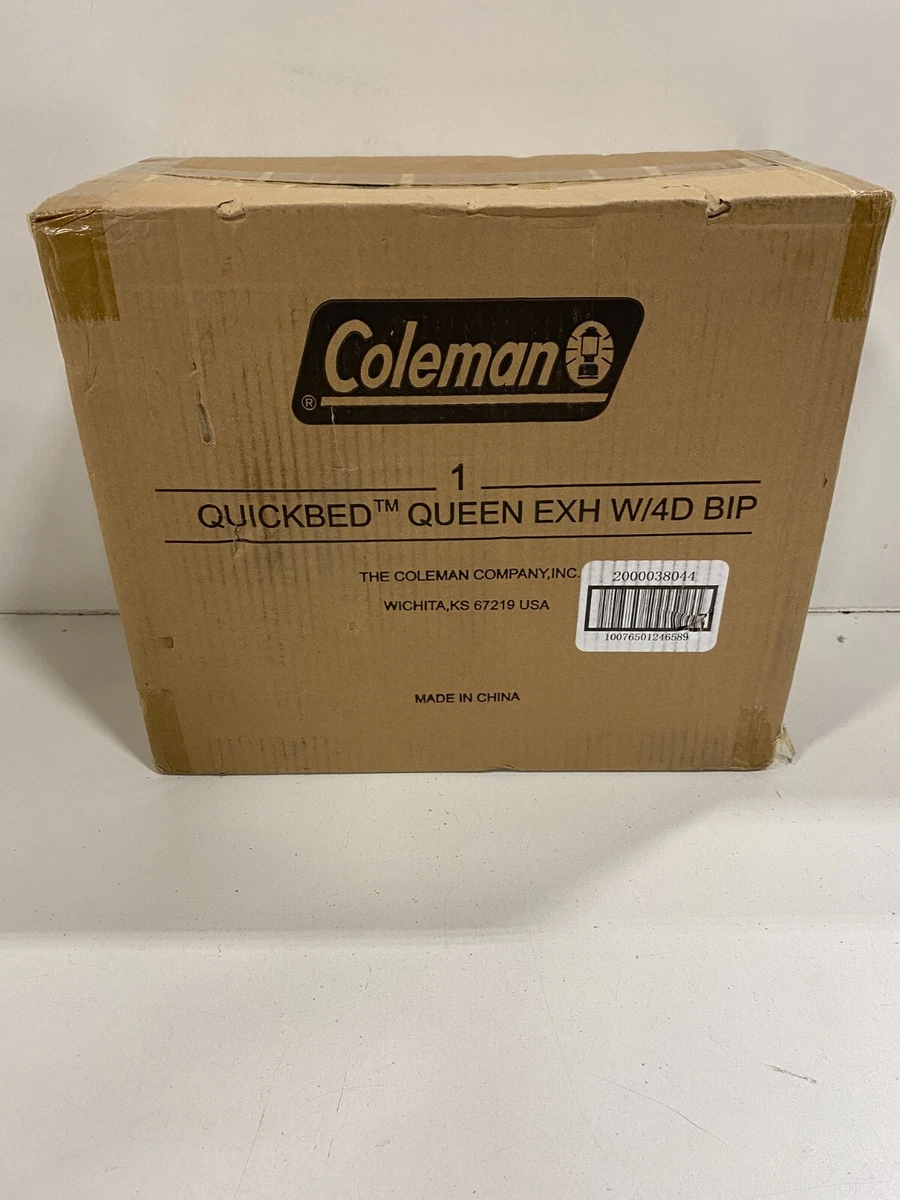 Coleman
®
1
QUICKBED™ QUEEN EXH W/4D BIP
THE COLEMAN COMPANY,INC.
WICHITA,KS 67219 USA
2000038044
10076501246589
MADE IN CHINA